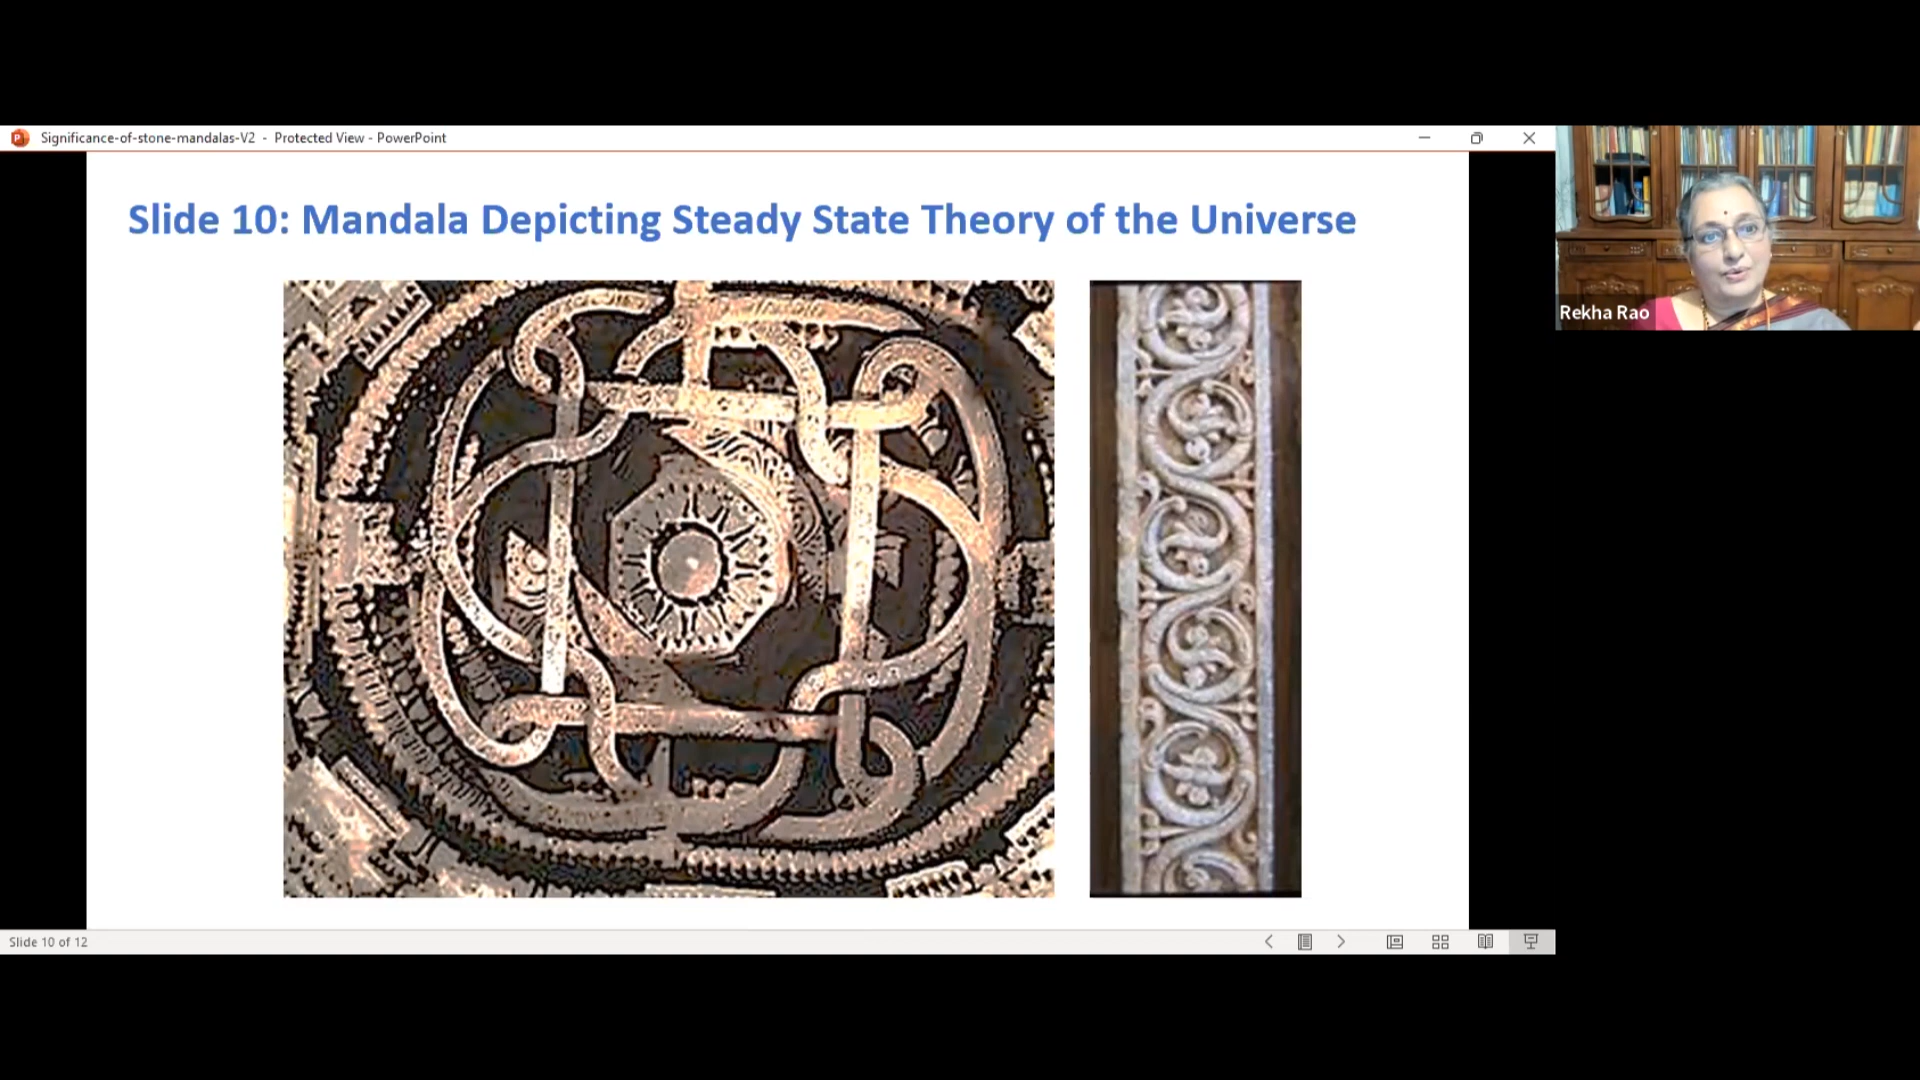 Significance-of-stone-mandalas-V2 - Protected View - PowerPoint
Slide 10: Mandala Depicting Steady State Theory of the Universe
Rekha Rao
Slide 10 of 12